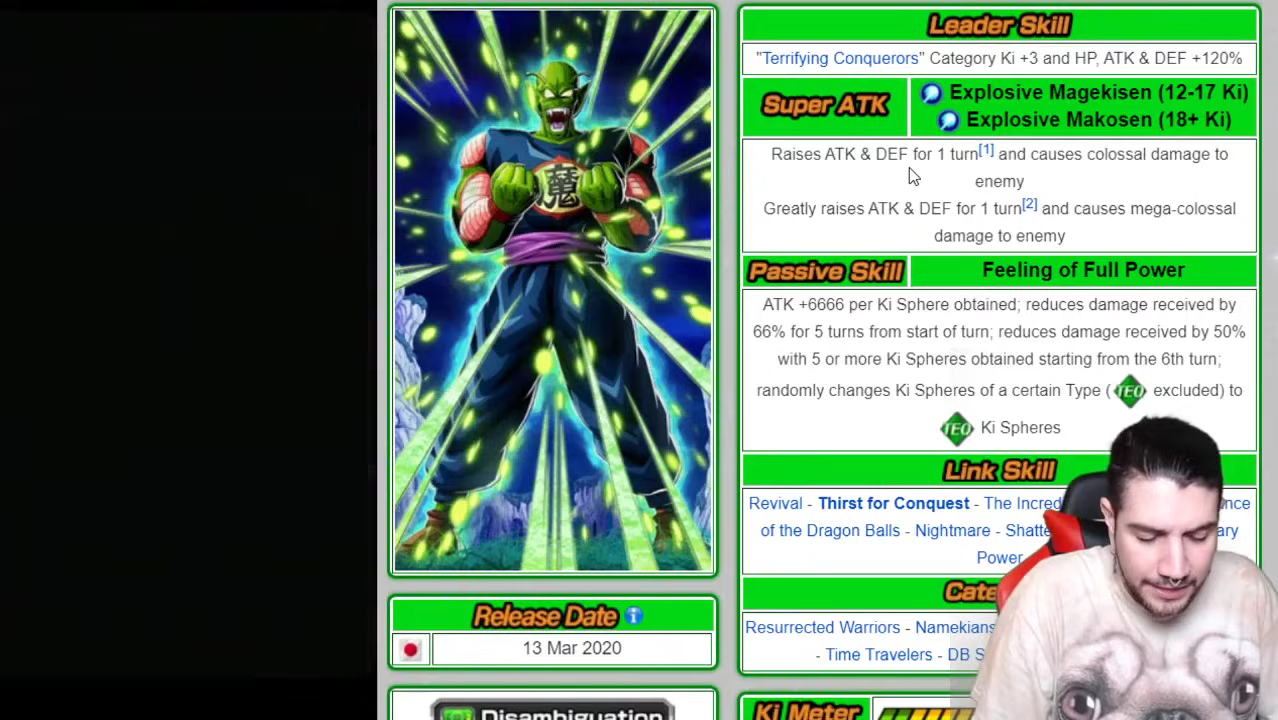 Leader Skill
"Terrifying Conquerors" Category Ki +3 and HP, ATK & DEF +120%
Super ATK
Explosive Magekisen (12-17 Ki)
Explosive Makosen (18+ Ki)
Raises ATK & DEF for 1 turn[1] and causes colossal damage to
enemy
Greatly raises ATK & DEF for 1 turn[2] and causes mega-colossal
damage to enemy
Passive Skill
Feeling of Full Power
ATK +6666 per Ki Sphere obtained; reduces damage received by
66% for 5 turns from start of turn; reduces damage received by 50%
with 5 or more Ki Spheres obtained starting from the 6th turn;
randomly changes Ki Spheres of a certain Type (TEQ excluded) to
TEQ Ki Spheres
Link Skill
Revival - Thirst for Conquest - The
of the Dragon Balls - Nightmare -
Power
Resurrected Warriors - Namekians
- Time Travelers - DB
Ki Meter
魔
Release Date
13 Mar 2020
Disambiguation